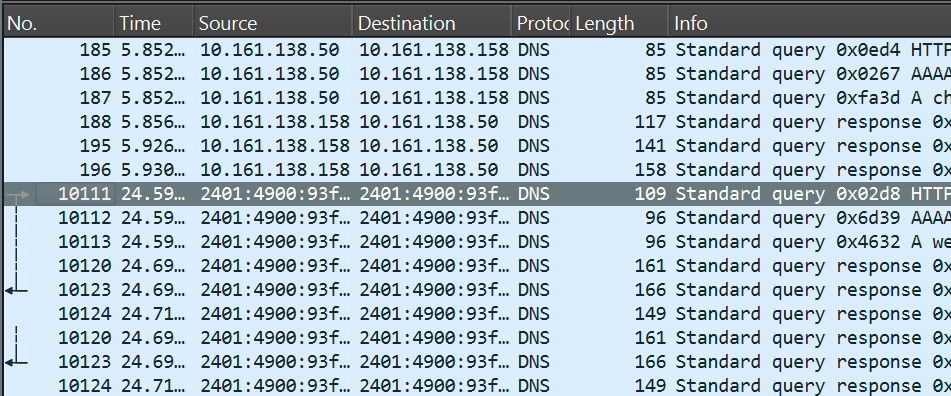 No. Time Source Destination Protoc Length Info
185 5.852… 10.161.138.50 10.161.138.158 DNS 85 Standard query 0x0ed4 HTTP
186 5.852… 10.161.138.50 10.161.138.158 DNS 85 Standard query 0x0267 AAAA
187 5.852… 10.161.138.50 10.161.138.158 DNS 85 Standard query 0xfa3d A ch
188 5.856… 10.161.138.158 10.161.138.50 DNS 117 Standard query response 0x
195 5.926… 10.161.138.158 10.161.138.50 DNS 141 Standard query response 0x
196 5.930… 10.161.138.158 10.161.138.50 DNS 158 Standard query response 0x
10111 24.59… 2401:4900:93f… 2401:4900:93f… DNS 109 Standard query 0x02d8 HTTP
10112 24.59… 2401:4900:93f… 2401:4900:93f… DNS 96 Standard query 0x6d39 AAAA
10113 24.59… 2401:4900:93f… 2401:4900:93f… DNS 96 Standard query 0x4632 A we
10120 24.69… 2401:4900:93f… 2401:4900:93f… DNS 161 Standard query response 0x
10123 24.69… 2401:4900:93f… 2401:4900:93f… DNS 166 Standard query response 0x
10124 24.71… 2401:4900:93f… 2401:4900:93f… DNS 149 Standard query response 0x
10120 24.69… 2401:4900:93f… 2401:4900:93f… DNS 161 Standard query response 0x
10123 24.69… 2401:4900:93f… 2401:4900:93f… DNS 166 Standard query response 0x
10124 24.71… 2401:4900:93f… 2401:4900:93f… DNS 149 Standard query response 0x